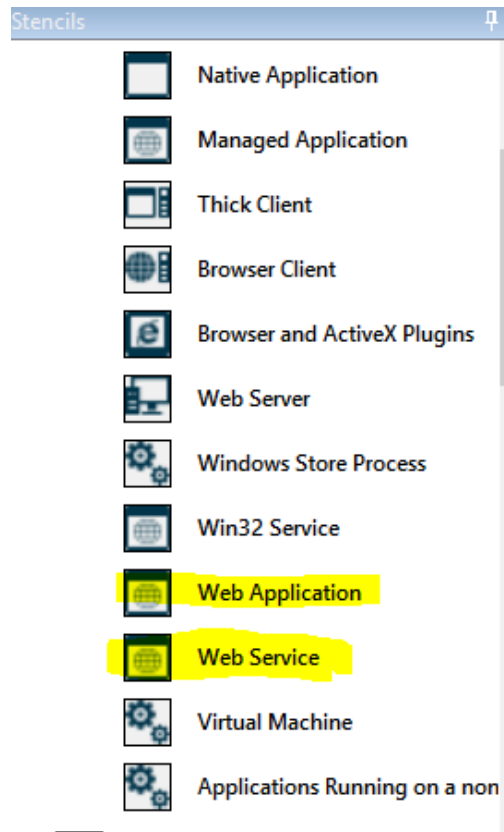 Stencils
Native Application
Managed Application
Thick Client
Browser Client
Browser and ActiveX Plugins
Web Server
Windows Store Process
Win32 Service
Web Application
Web Service
Virtual Machine
Applications Running on a non